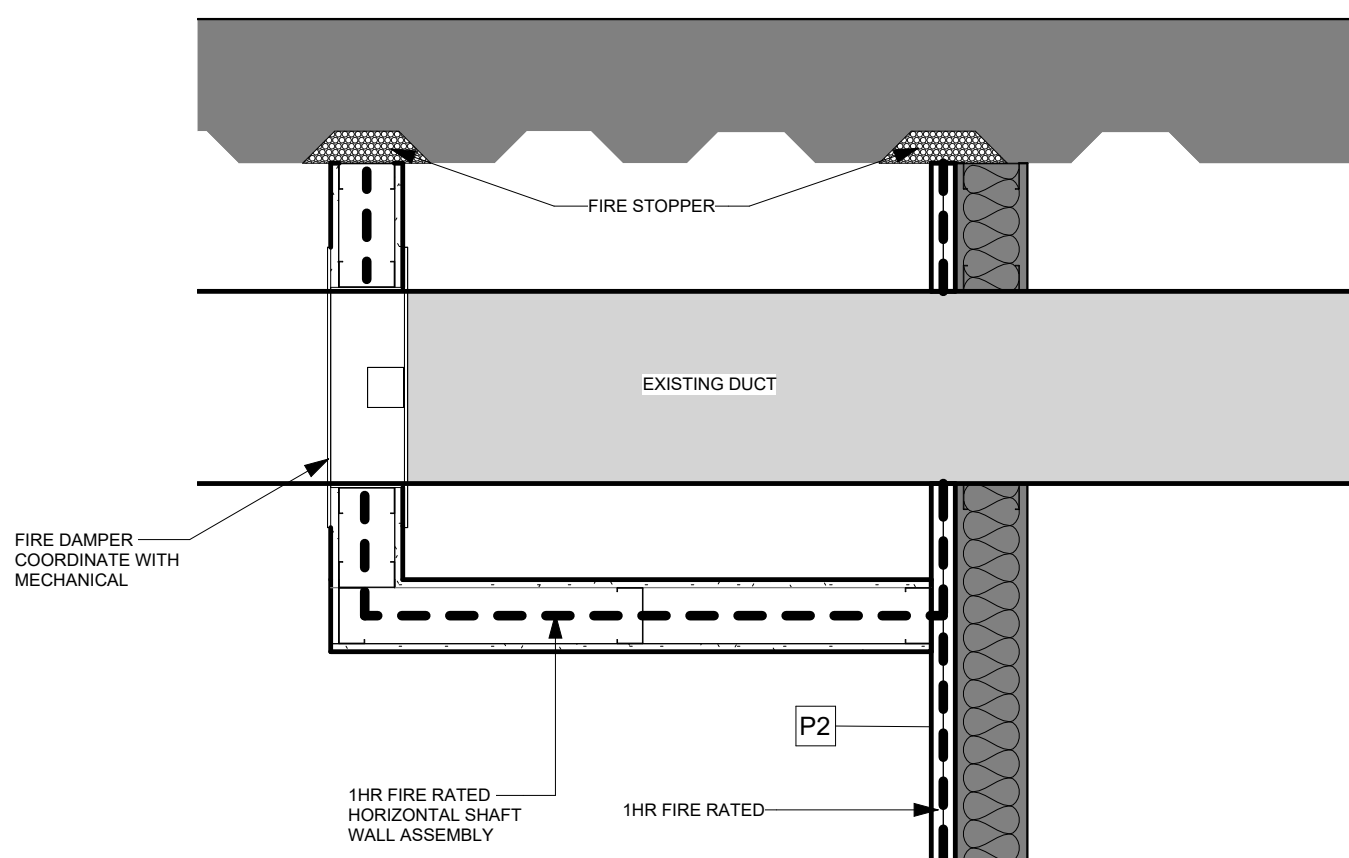 FIRE STOPPER
EXISTING DUCT
FIRE DAMPER
COORDINATE WITH
MECHANICAL
P2
1HR FIRE RATED
HORIZONTAL SHAFT
WALL ASSEMBLY
1HR FIRE RATED